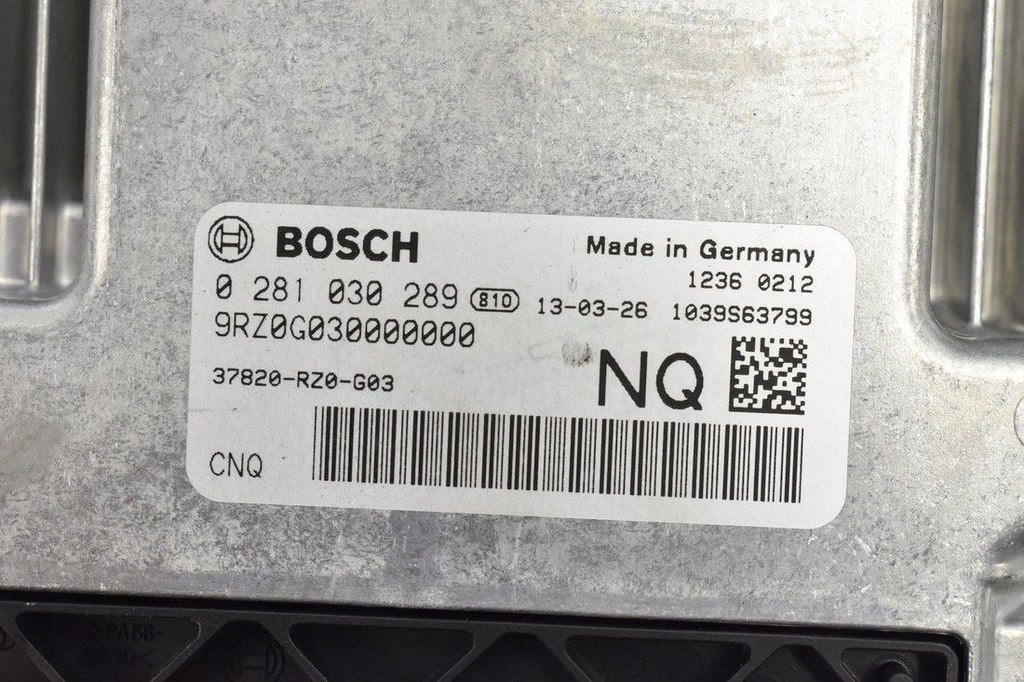 BOSCH
Made in Germany
1236 0212
0 281 030 289 810 13-03-26 1039S63799
9RZ0G030000000
37820-RZ0-G03
NQ
CNQ
>PA66-